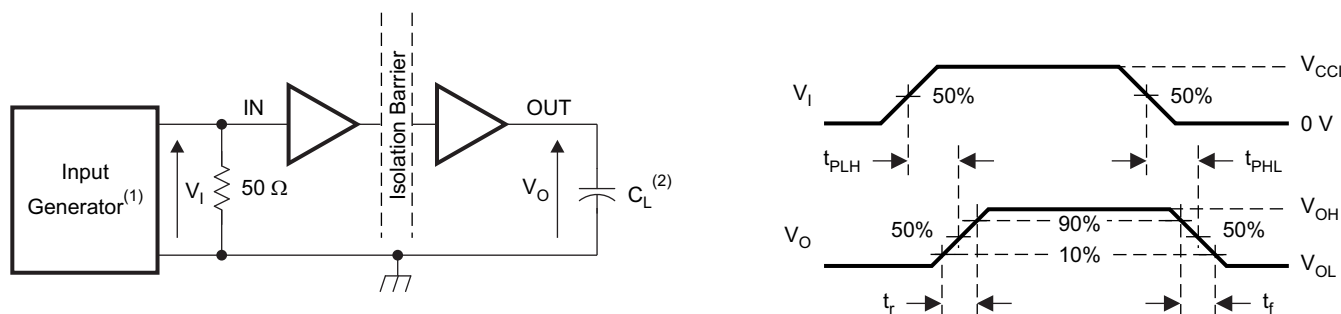 Input
Generator(1)
VI
50 Ω
IN
Isolation Barrier
OUT
VO
CL(2)
VI
50%
50%
VCCI
0 V
tPLH
tPHL
VO
50%
90%
10%
50%
VOH
VOL
tr
tf